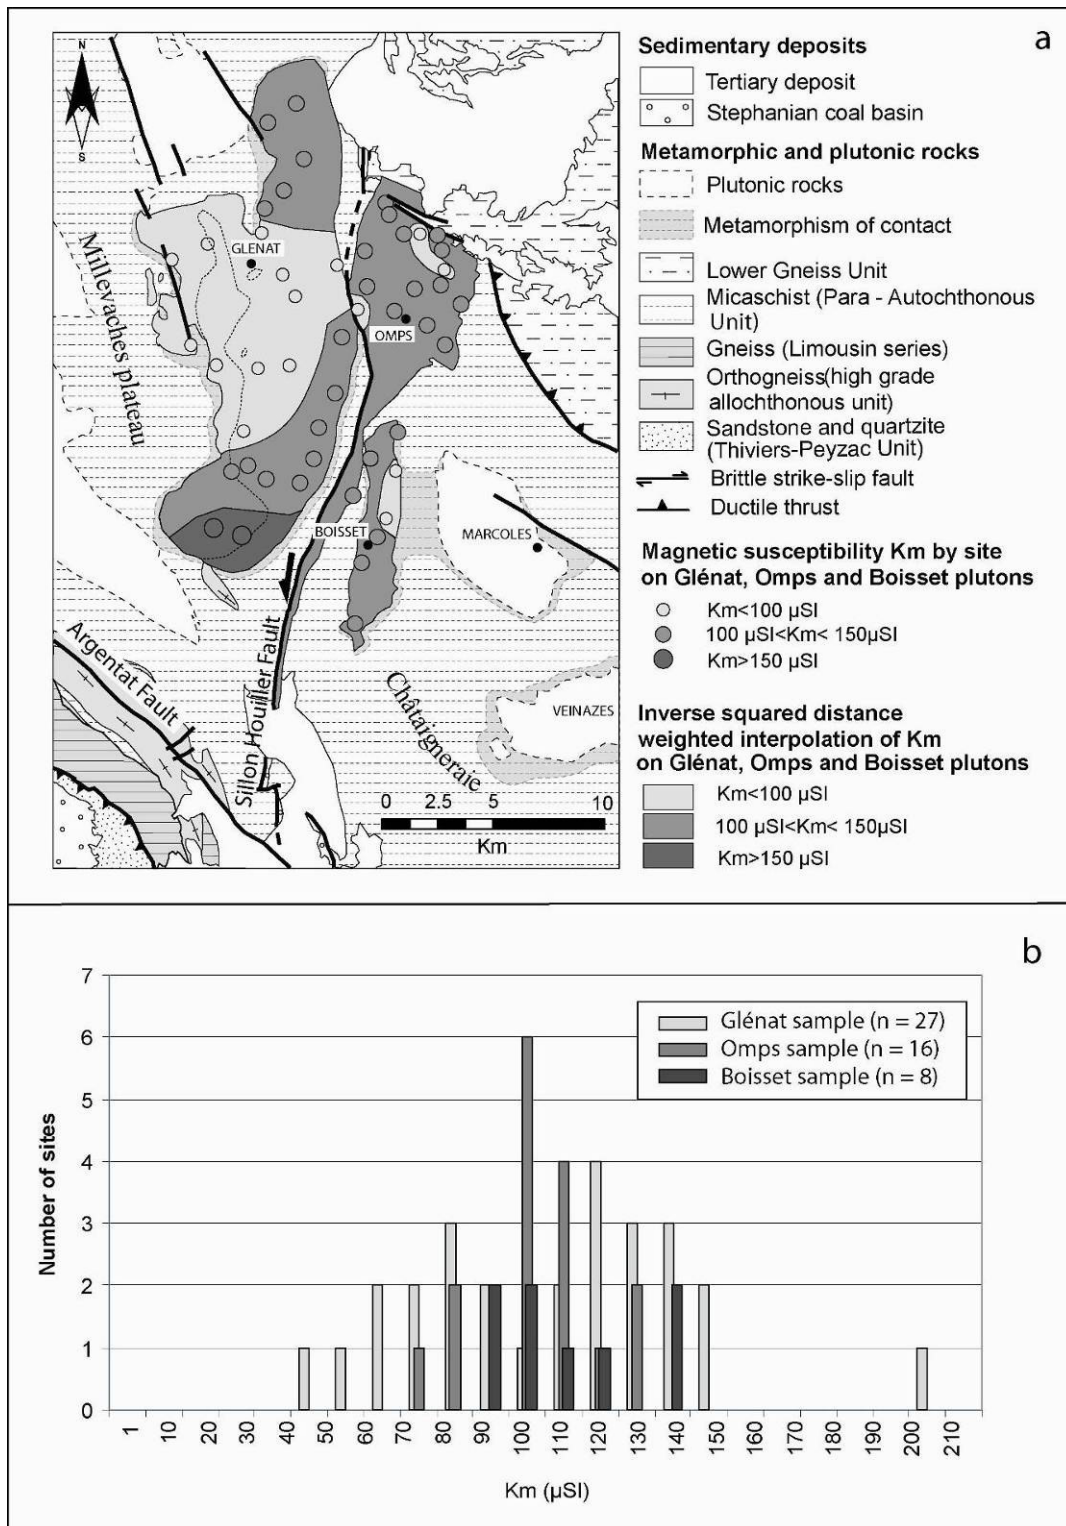 a
N
S
GLENAT
OMPS
BOISSET
MARCOLES
VEINAZES
Millevaches plateau
Argentat Fault
Sillon Houiller Fault
Châtaigneraie
0 2.5 5 10
Km
Sedimentary deposits
Tertiary deposit
Stephanian coal basin
Metamorphic and plutonic rocks
Plutonic rocks
Metamorphism of contact
Lower Gneiss Unit
Micaschist (Para - Autochthonous
Unit)
Gneiss (Limousin series)
Orthogneiss(high grade
allochthonous unit)
Sandstone and quartzite
(Thiviers-Peyzac Unit)
Brittle strike-slip fault
Ductile thrust
Magnetic susceptibility Km by site
on Glénat, Omps and Boisset plutons
Km<100 µSI
100 µSI<Km< 150µSI
Km>150 µSI
Inverse squared distance
weighted interpolation of Km
on Glénat, Omps and Boisset plutons
Km<100 µSI
100 µSI<Km< 150µSI
Km>150 µSI
b
7
6
5
4
3
2
1
0
Number of sites
Glénat sample (n = 27)
Omps sample (n = 16)
Boisset sample (n = 8)
1 10 30 40 50 60 70 80 90 100 110 120 130 140 150 160 170 180 190 200 210
Km (µSI)